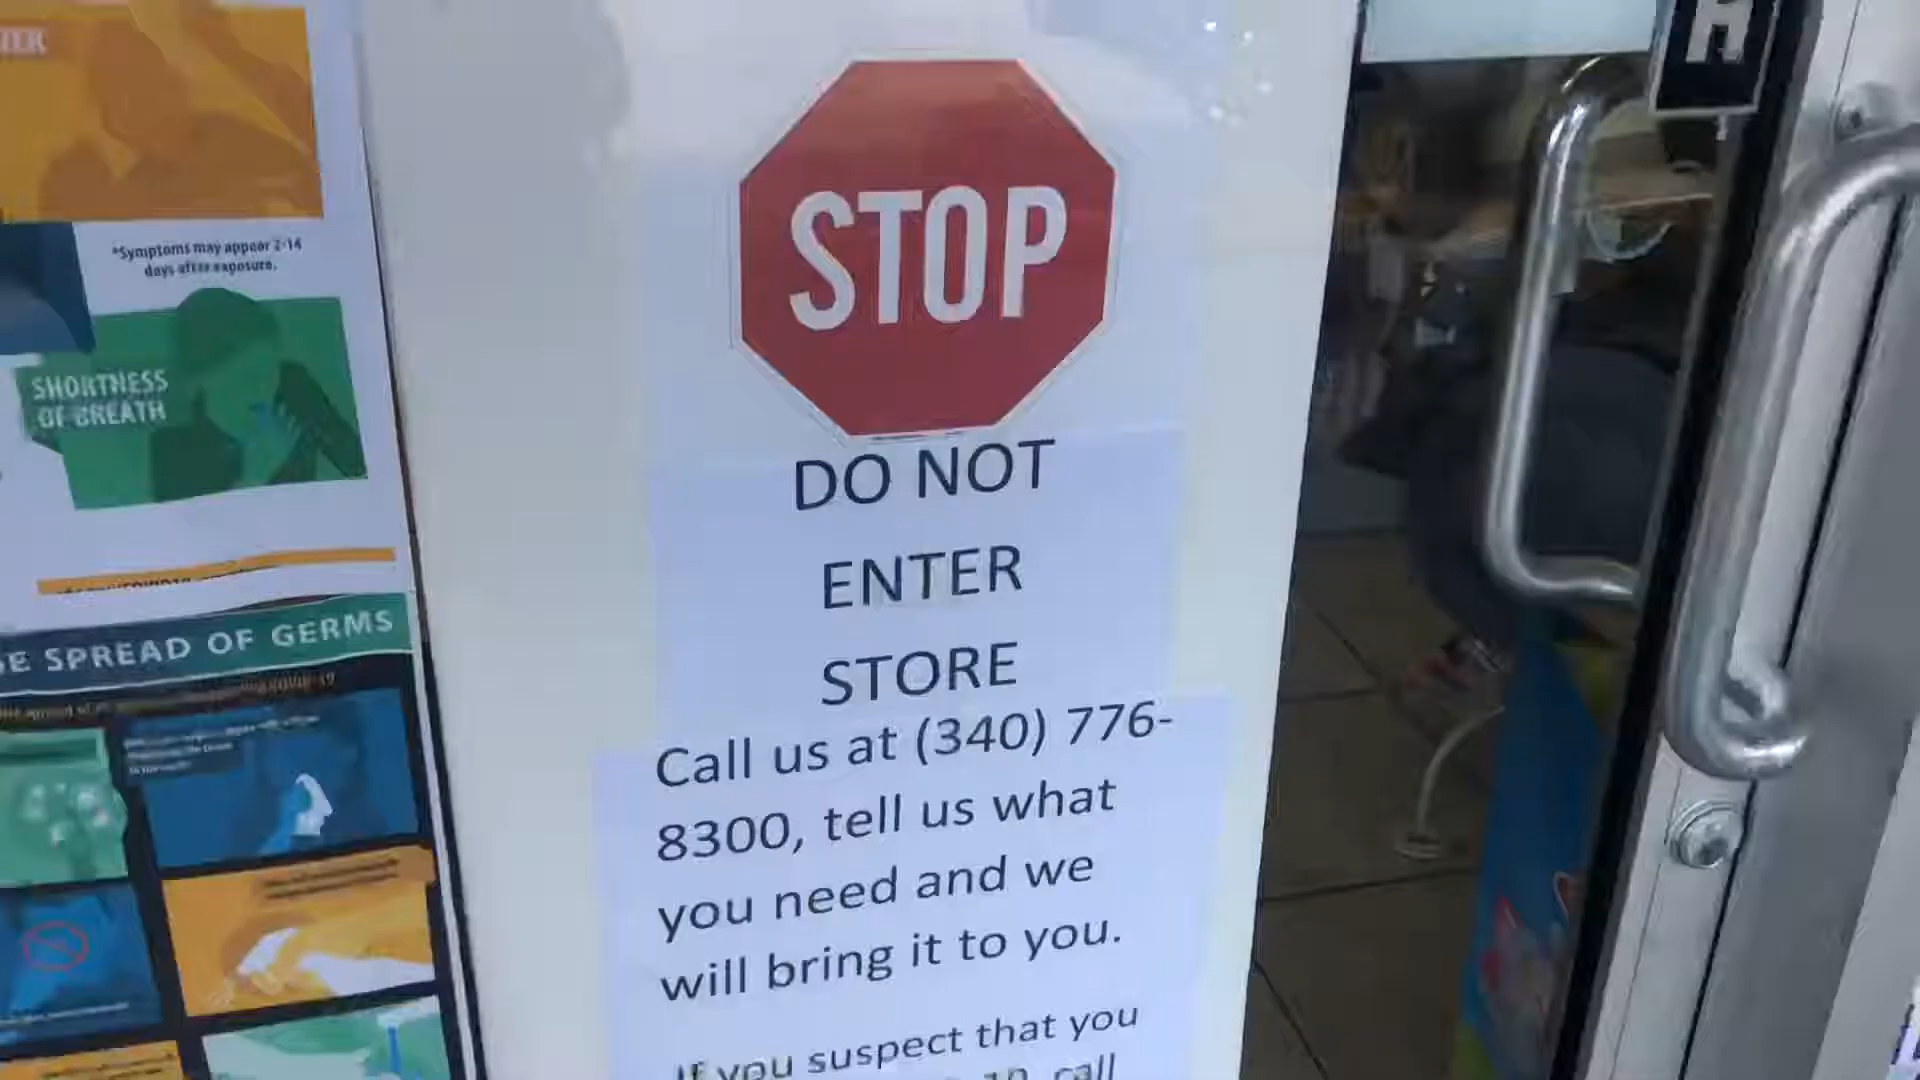 *Symptoms may appear 2-14
days after exposure.
SHORTNESS
OF BREATH
SPREAD OF GERMS
STOP
DO NOT
ENTER
STORE
Call us at (340) 776-
8300, tell us what
you need and we
will bring it to you.
If you suspect that you
call